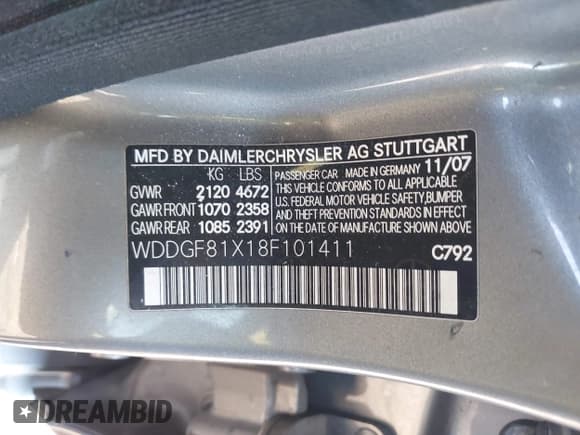 MFD BY DAIMLERCHRYSLER AG STUTTGART
KG LBS
GVWR 2120 4672
GAWR FRONT 1070 2358
GAWR REAR 1085 2391
PASSENGER CAR MADE IN GERMANY 11/07
THIS VEHICLE CONFORMS TO ALL APPLICABLE
U.S. FEDERAL MOTOR VEHICLE SAFETY, BUMPER
AND THEFT PREVENTION STANDARDS IN EFFECT
ON THE DATE OF MANUFACTURE SHOWN ABOVE.
WDDGF81X18F101411
C792
DREAMBID